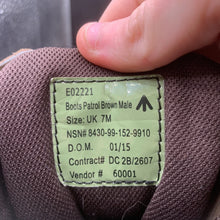 E02221
Boots Patrol Brown Male
Size: UK 7M
NSN# 8430-99-152-9910
D.O.M. 01/15
Contract# DC 2B/2607
Vendor # 60001